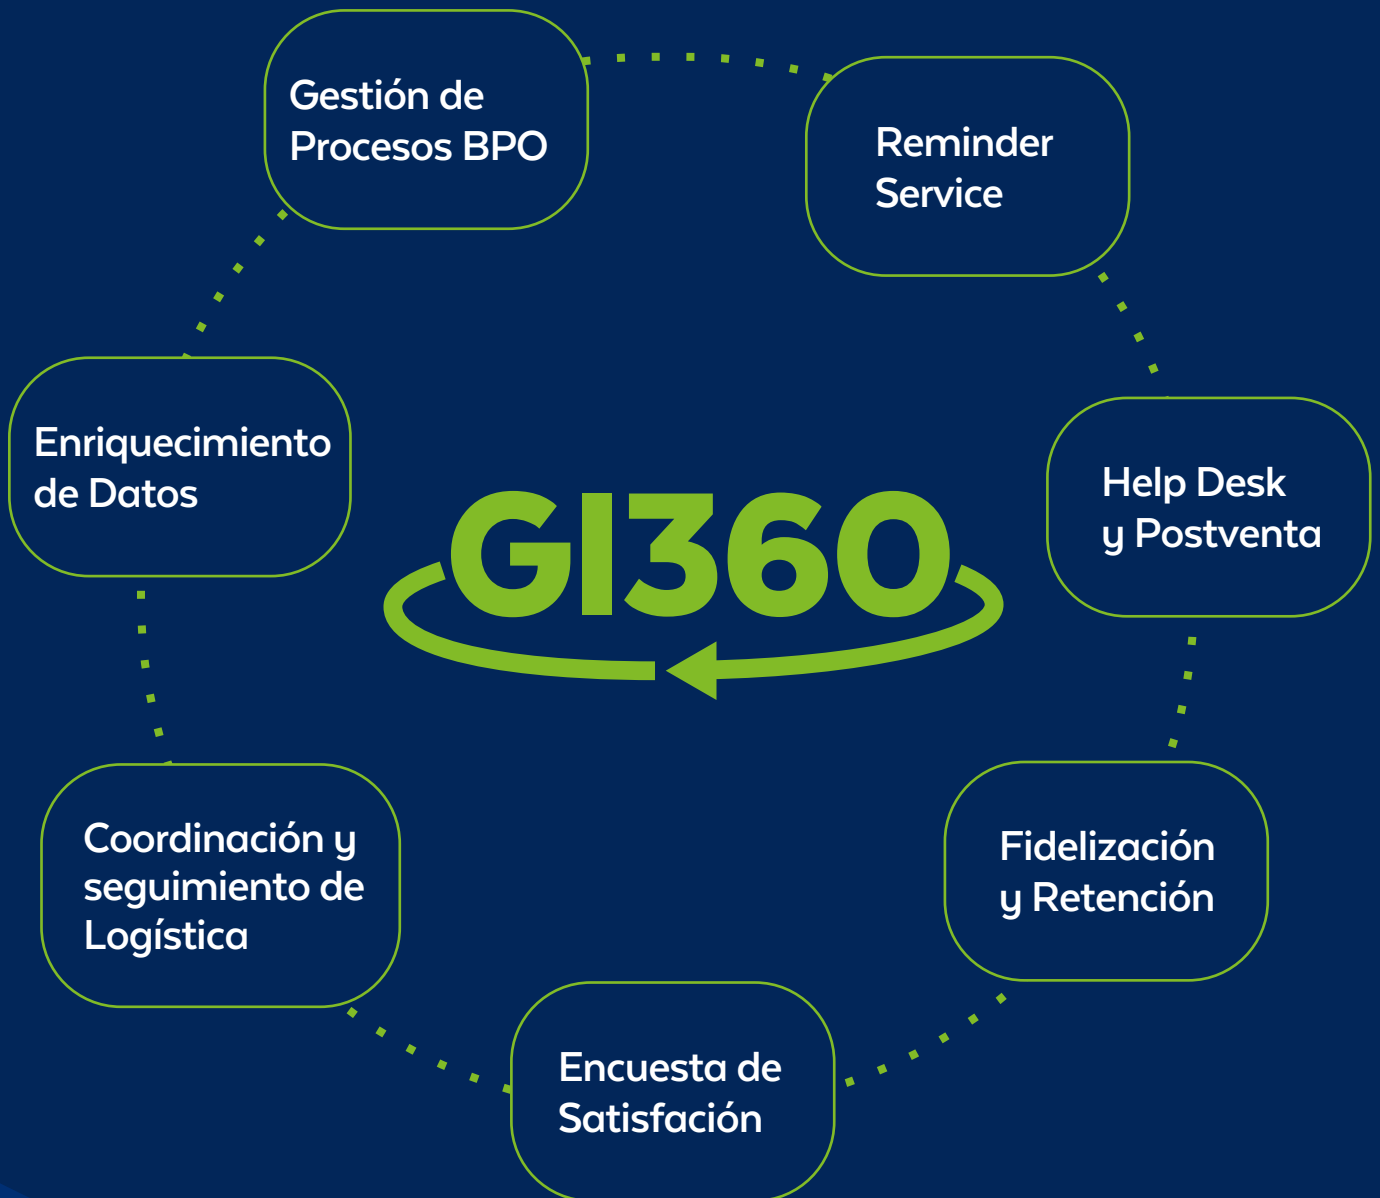 Gestión de
Procesos BPO
Reminder
Service
Enriquecimiento
de Datos
GI360
Help Desk
y Postventa
Coordinación y
seguimiento de
Logística
Fidelización
y Retención
Encuesta de
Satisfación